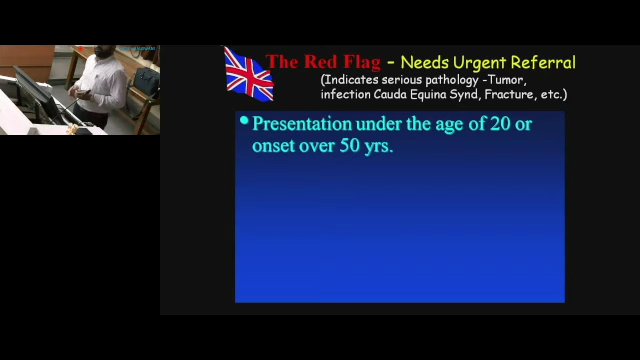 The Red Flag - Needs Urgent Referral
(Indicates serious pathology -Tumor,
infection Cauda Equina Synd, Fracture, etc.)
• Presentation under the age of 20 or
onset over 50 yrs.